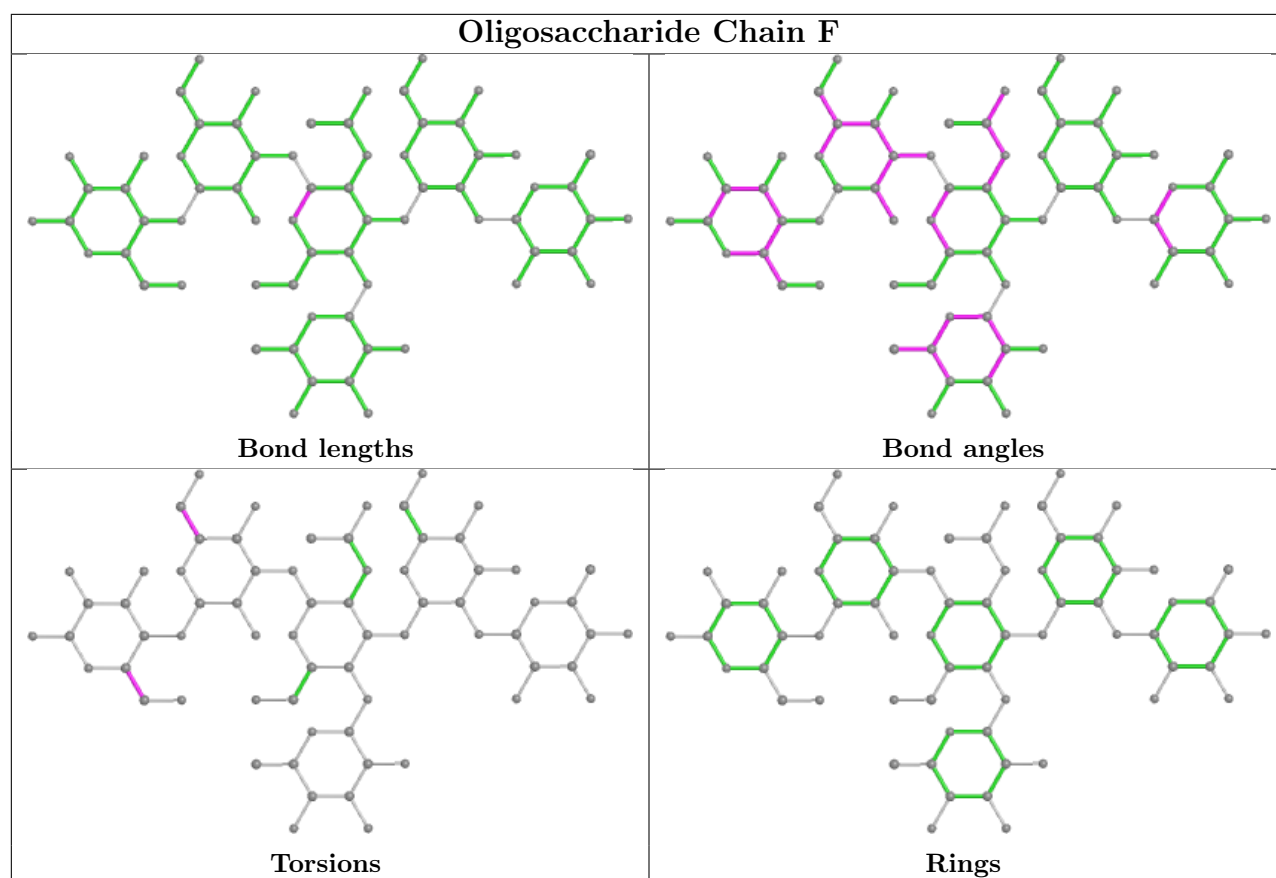 Oligosaccharide Chain F
Bond lengths
Bond angles
Torsions
Rings